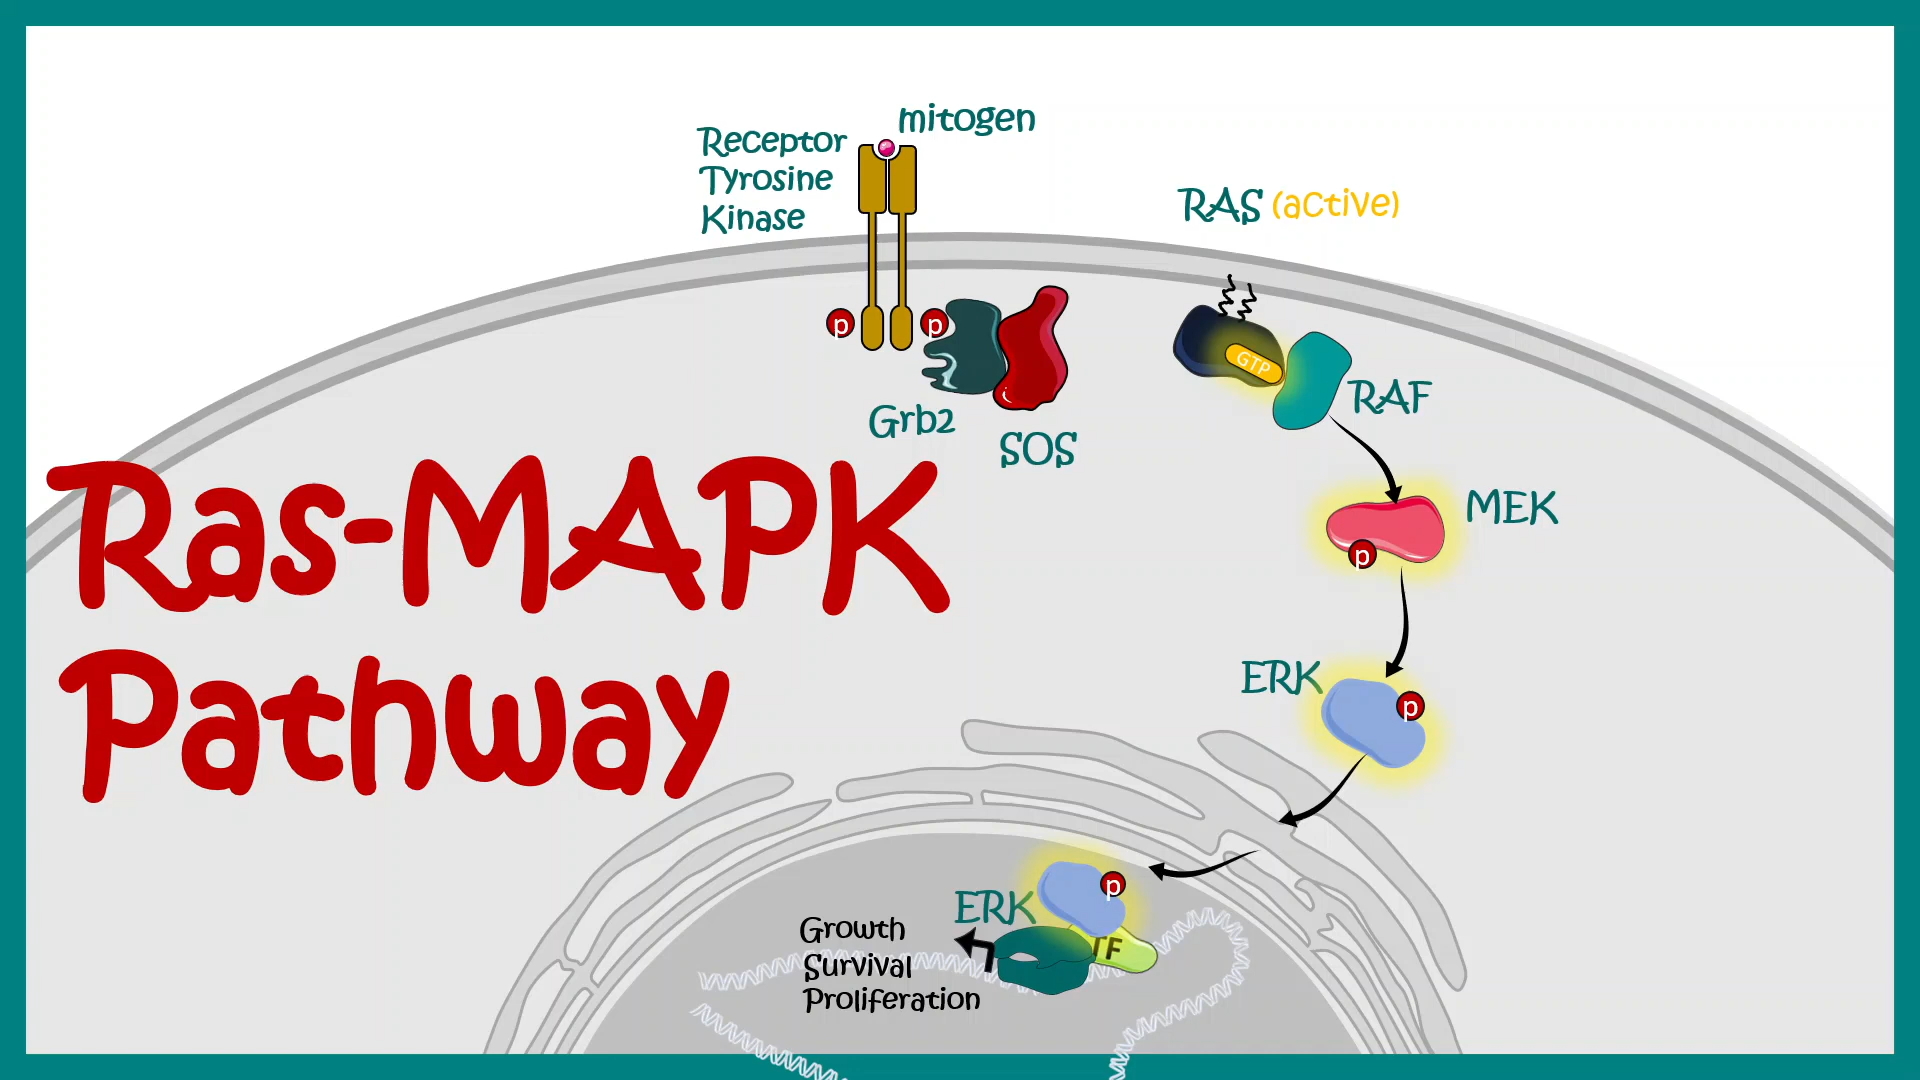 mitogen
Receptor
Tyrosine
Kinase
RAS (active)
p
p
GTP
RAF
Grb2
SOS
Ras-MAPK
Pathway
MEK
p
ERK
p
ERK
p
TF
Growth
Survival
Proliferation